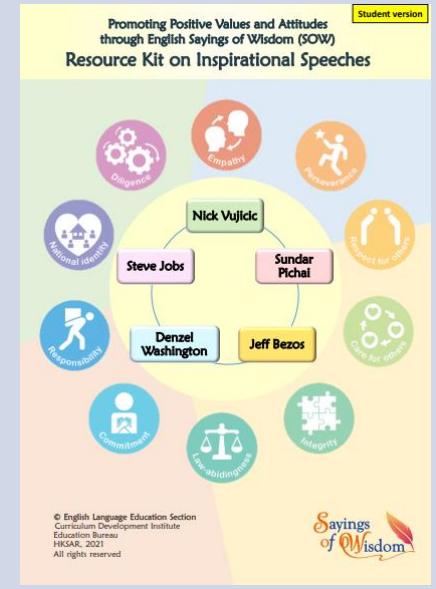 Student version
Promoting Positive Values and Attitudes
through English Sayings of Wisdom (SOW)
Resource Kit on Inspirational Speeches
Empathy
Diligence
Perseverance
Nick Vujicic
National identity
Respect for others
Steve Jobs
Sundar
Pichai
Responsibility
Care for others
Denzel
Washington
Jeff Bezos
Commitment
Integrity
Law-abidingness
© English Language Education Section
Curriculum Development Institute
Education Bureau
HKSAR, 2021
All rights reserved
Sayings
of Wisdom